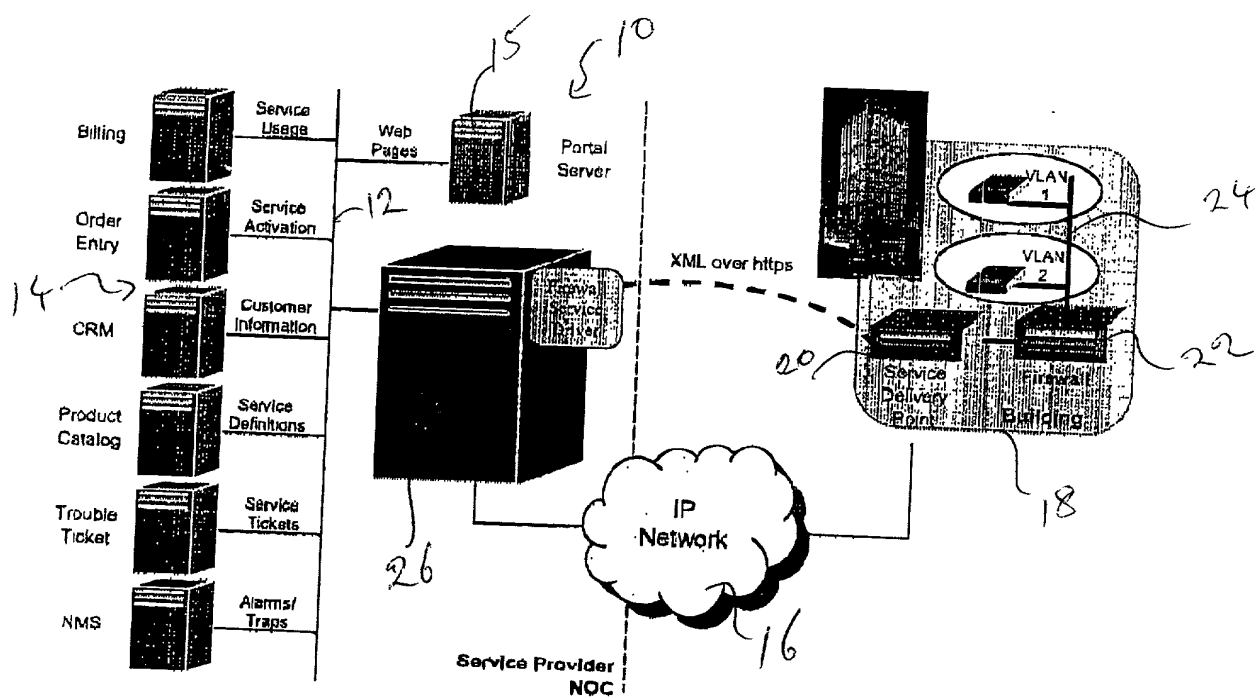 15
10
Billing
Service
Usage
Web
Pages
Portal
Server
12
Order
Entry
Service
Activation
14
CRM
Customer
Information
Firewall
Service
Driver
XML over https
VLAN
1
VLAN
2
24
20
22
Service
Delivery
Point
Firewall
Building
18
Product
Catalog
Service
Definitions
Trouble
Ticket
Service
Tickets
26
IP
Network
16
NMS
Alarms/
Traps
Service Provider
NOC